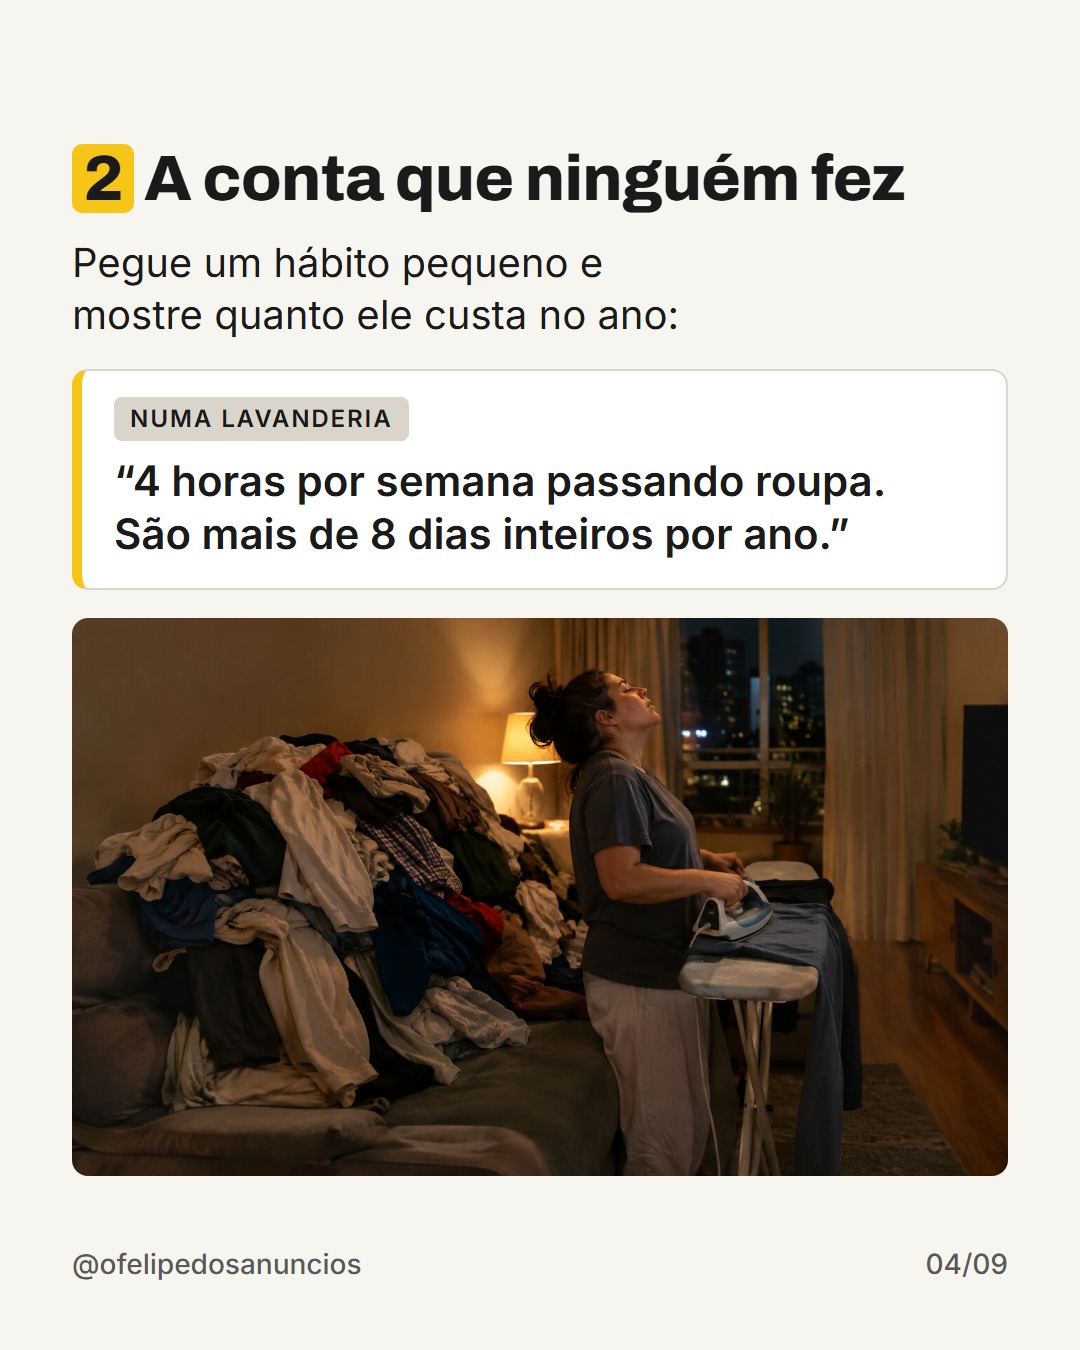 2 A conta que ninguém fez
Pegue um hábito pequeno e
mostre quanto ele custa no ano:
NUMA LAVANDERIA
“4 horas por semana passando roupa.
São mais de 8 dias inteiros por ano.”
@ofelipedosanuncios
04/09